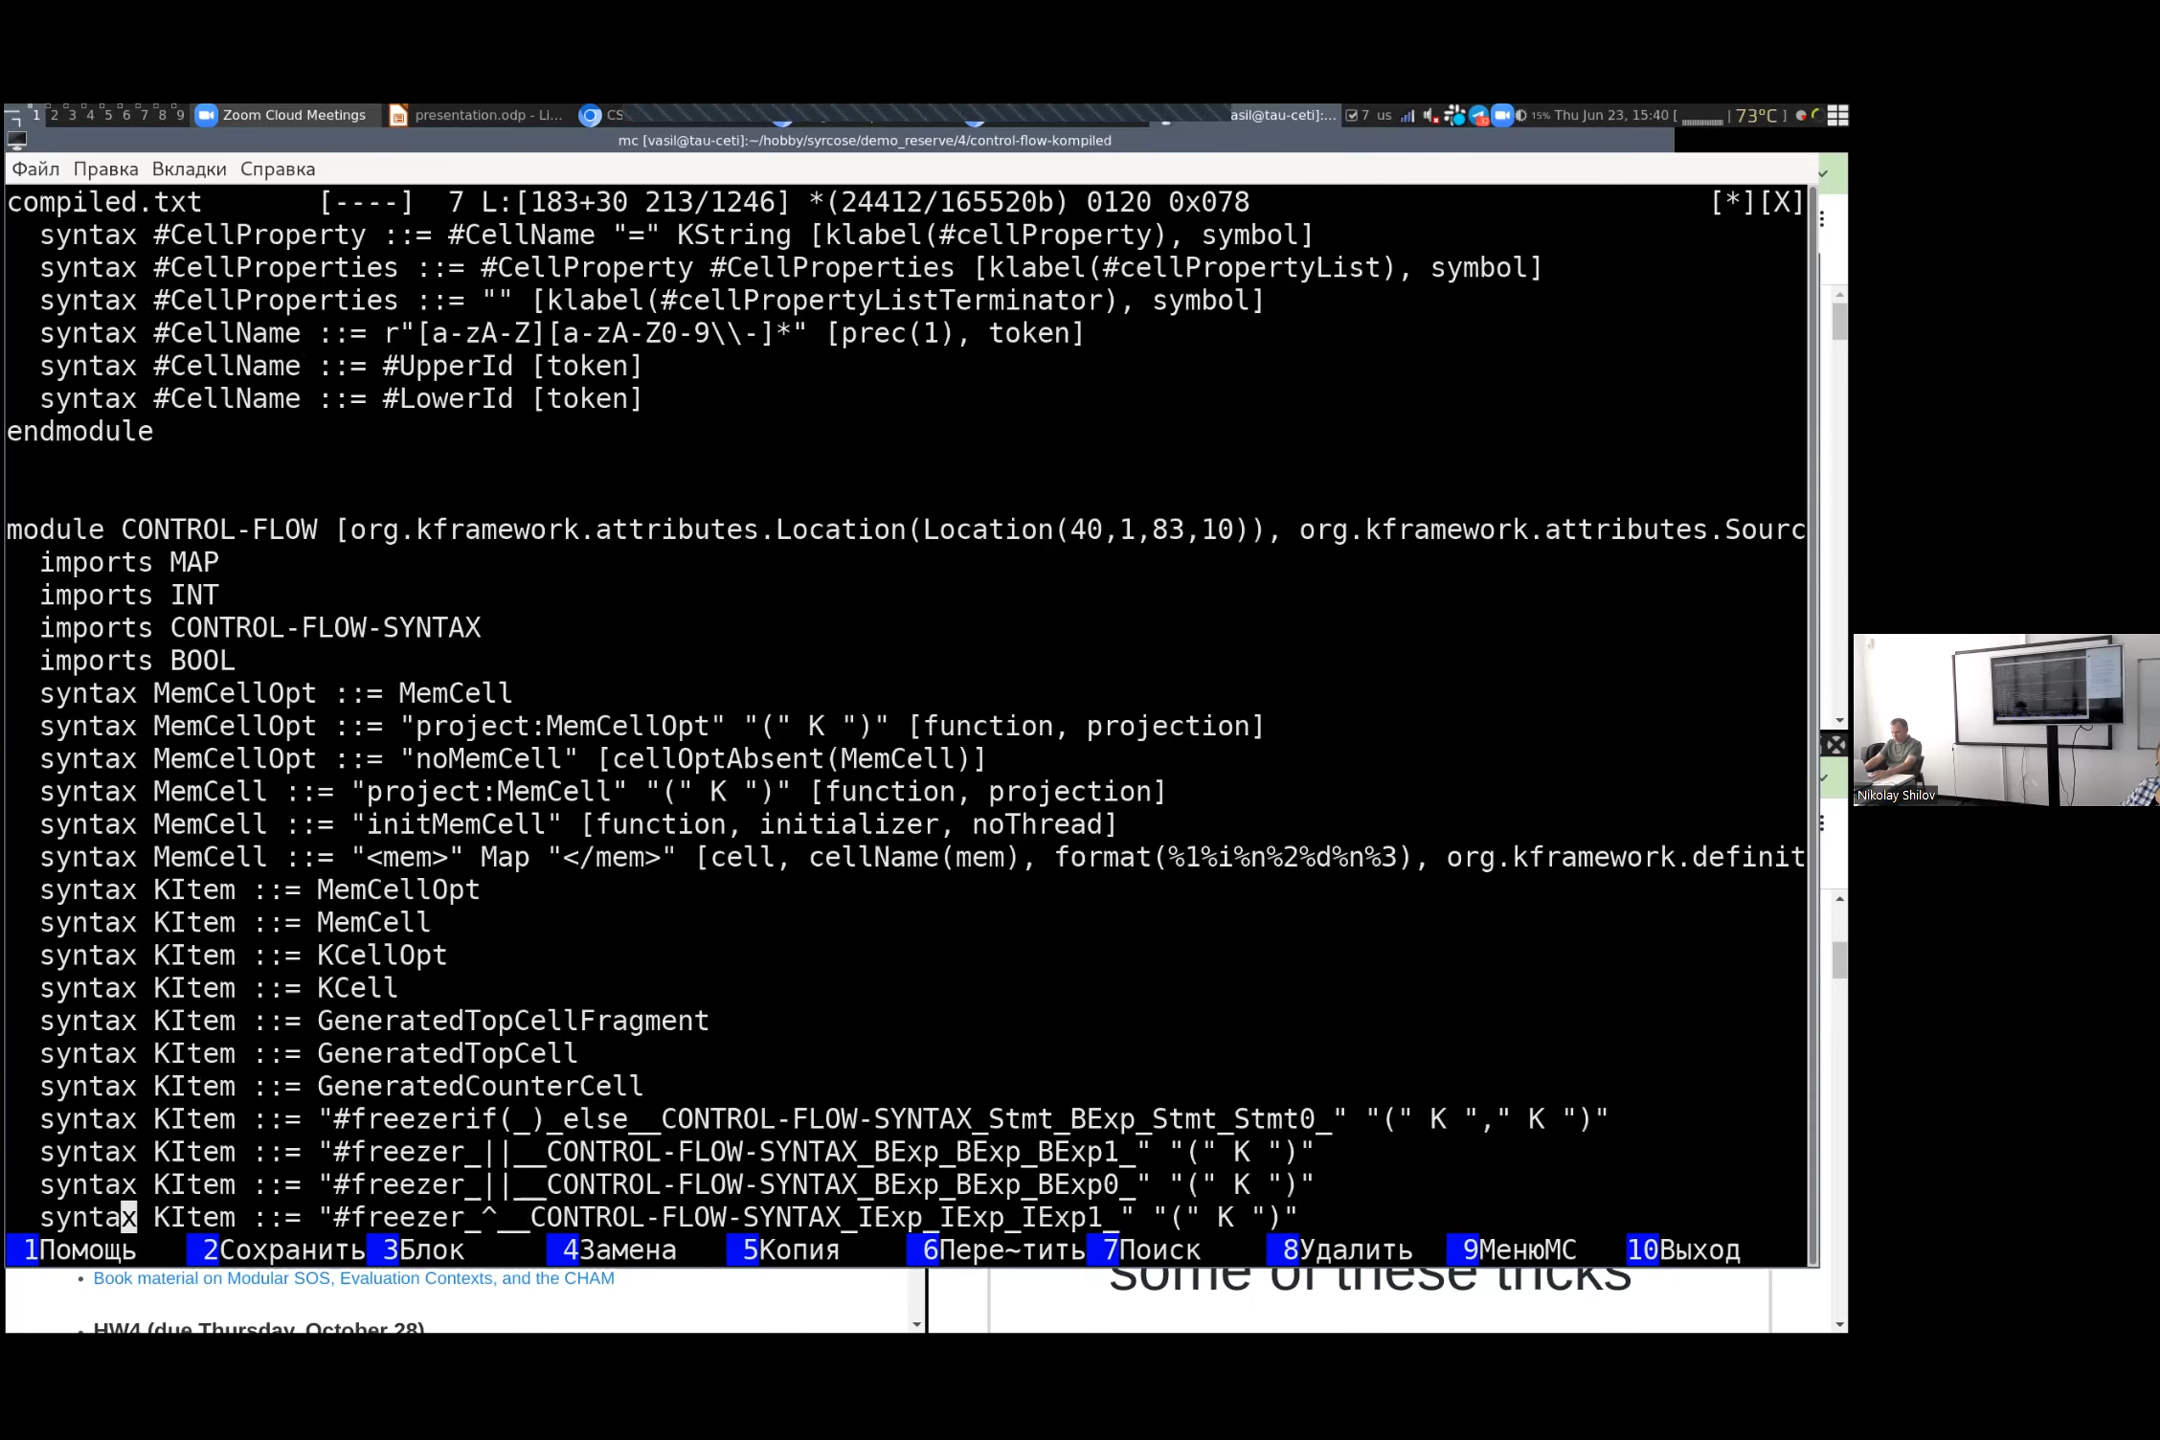 1 2 3 4 5 6 7 8 9 Zoom Cloud Meetings presentation.odp - Li... CS asil@tau-ceti]:... 7 us 15% Thu Jun 23, 15:40 [ | 73°C ]
mc [vasil@tau-ceti]:~/hobby/syrcose/demo_reserve/4/control-flow-kompiled
Файл Правка Вкладки Справка
compiled.txt [----] 7 L:[183+30 213/1246] *(24412/165520b) 0120 0x078 [*][X]
syntax #CellProperty ::= #CellName "=" KString [klabel(#cellProperty), symbol]
syntax #CellProperties ::= #CellProperty #CellProperties [klabel(#cellPropertyList), symbol]
syntax #CellProperties ::= "" [klabel(#cellPropertyListTerminator), symbol]
syntax #CellName ::= r"[a-zA-Z][a-zA-Z0-9\\-]*" [prec(1), token]
syntax #CellName ::= #UpperId [token]
syntax #CellName ::= #LowerId [token]
endmodule
module CONTROL-FLOW [org.kframework.attributes.Location(Location(40,1,83,10)), org.kframework.attributes.Sourc
imports MAP
imports INT
imports CONTROL-FLOW-SYNTAX
imports BOOL
syntax MemCellOpt ::= MemCell
syntax MemCellOpt ::= "project:MemCellOpt" "(" K ")" [function, projection]
syntax MemCellOpt ::= "noMemCell" [cellOptAbsent(MemCell)]
syntax MemCell ::= "project:MemCell" "(" K ")" [function, projection]
syntax MemCell ::= "initMemCell" [function, initializer, noThread]
syntax MemCell ::= "<mem>" Map "</mem>" [cell, cellName(mem), format(%1%i%n%2%d%n%3), org.kframework.definit
syntax KItem ::= MemCellOpt
syntax KItem ::= MemCell
syntax KItem ::= KCellOpt
syntax KItem ::= KCell
syntax KItem ::= GeneratedTopCellFragment
syntax KItem ::= GeneratedTopCell
syntax KItem ::= GeneratedCounterCell
syntax KItem ::= "#freezerif(_)_else__CONTROL-FLOW-SYNTAX_Stmt_BExp_Stmt_Stmt0_" "(" K "," K ")"
syntax KItem ::= "#freezer_||__CONTROL-FLOW-SYNTAX_BExp_BExp_BExp1_" "(" K ")"
syntax KItem ::= "#freezer_||__CONTROL-FLOW-SYNTAX_BExp_BExp_BExp0_" "(" K ")"
syntax KItem ::= "#freezer_^__CONTROL-FLOW-SYNTAX_IExp_IExp_IExp1_" "(" K ")"
1Помощь 2Сохранить 3Блок 4Замена 5Копия 6Пере~тить 7Поиск 8Удалить 9МенюМС 10Выход
Book material on Modular SOS, Evaluation Contexts, and the CHAM
some of these tricks
HW4 (due Thursday, October 28)
Nikolay Shilov